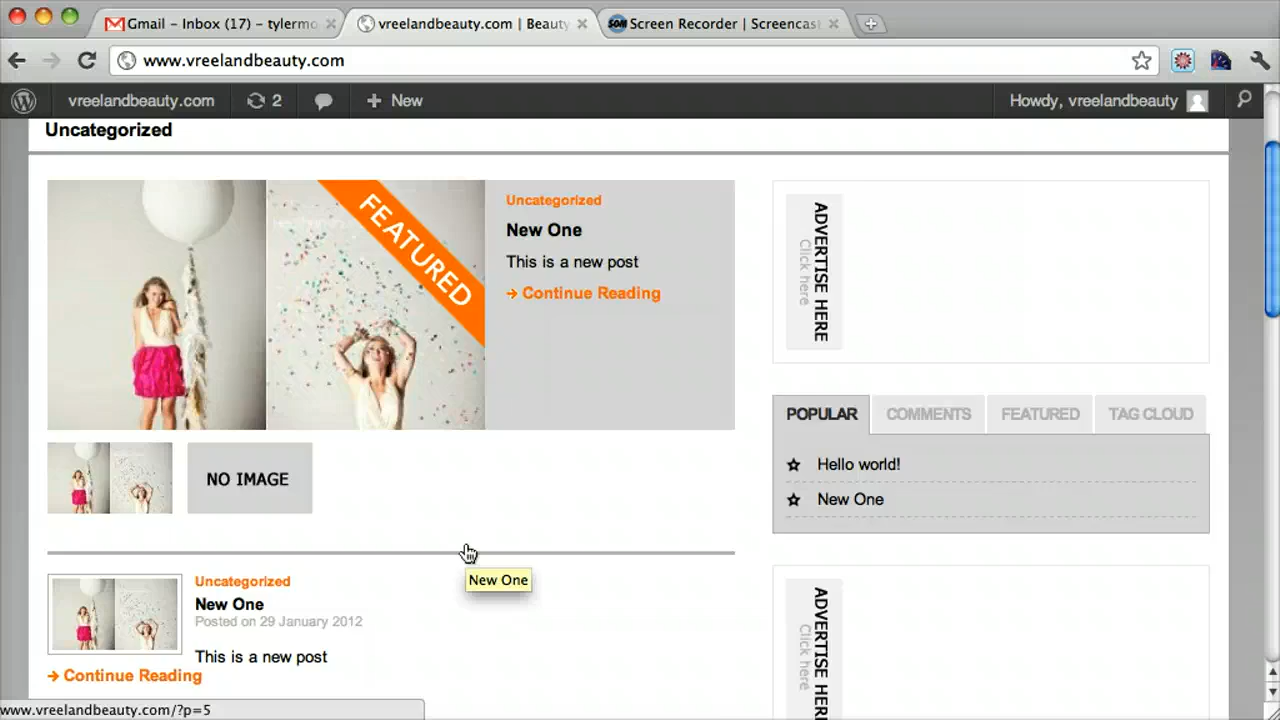 Gmail - Inbox (17) - tylermo
vreelandbeauty.com | Beauty
Screen Recorder | Screencast
www.vreelandbeauty.com
vreelandbeauty.com
2
New
Howdy, vreelandbeauty
Uncategorized
FEATURED
Uncategorized
New One
This is a new post
Continue Reading
ADVERTISE HERE
Click here
NO IMAGE
POPULAR
COMMENTS
FEATURED
TAG CLOUD
Hello world!
New One
New One
Uncategorized
New One
Posted on 29 January 2012
This is a new post
Continue Reading
ADVERTISE HERE
Click here
www.vreelandbeauty.com/?p=5